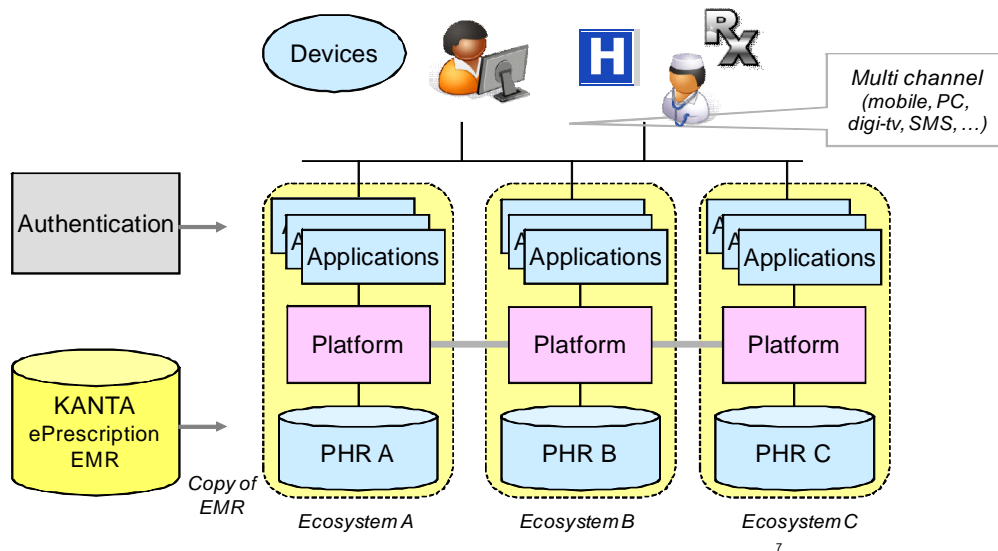 Devices
H
RX
Multi channel
(mobile, PC,
digi-tv, SMS, …)
Authentication
A
A
Applications
A
A
Applications
A
A
Applications
Platform
Platform
Platform
KANTA
ePrescription
EMR
PHR A
PHR B
PHR C
Copy of
EMR
Ecosystem A
Ecosystem B
Ecosystem C
7